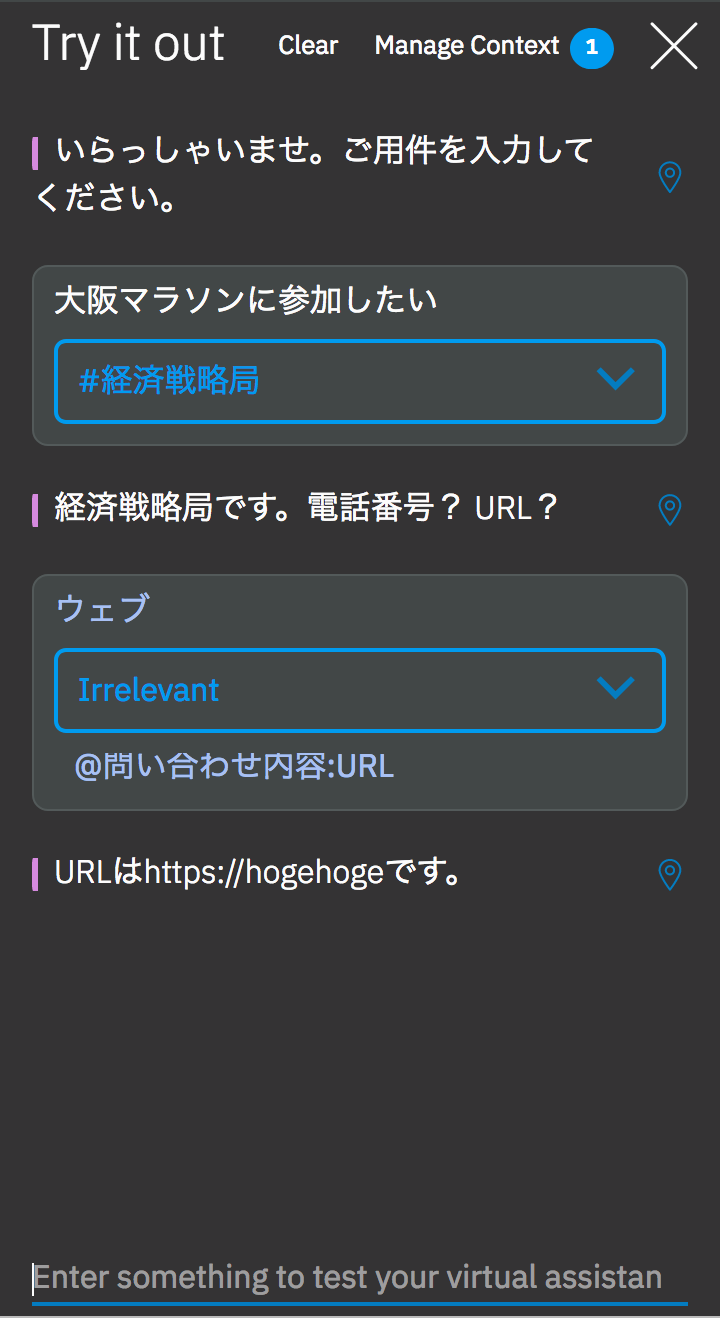 Try it out Clear Manage Context 1
いらっしゃいませ。ご用件を入力して
ください。
大阪マラソンに参加したい
#経済戦略局
経済戦略局です。電話番号？ URL？
ウェブ
Irrelevant
@問い合わせ内容:URL
URLはhttps://hogehogeです。
Enter something to test your virtual assistan